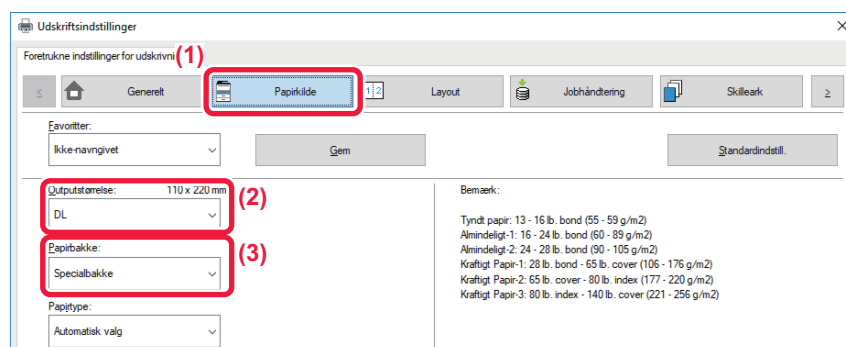 Udskriftsindstillinger
Foretrukne indstillinger for udskrivni
(1)
≤ Generelt Papirkilde 1 2 Layout Jobhåndtering Skilleark ≥
Favoritter:
Ikke-navngivet Gem Standardindstill.
Outputstørrelse: 110 x 220 mm
(2)
DL
Papirbakke:
(3)
Specialbakke
Papirtype:
Automatisk valg
Bemærk:
Tyndt papir: 13 - 16 lb. bond (55 - 59 g/m2)
Almindeligt-1: 16 - 24 lb. bond (60 - 89 g/m2)
Almindeligt-2: 24 - 28 lb. bond (90 - 105 g/m2)
Kraftigt Papir-1: 28 lb. bond - 65 lb. cover (106 - 176 g/m2)
Kraftigt Papir-2: 65 lb. cover - 80 lb. index (177 - 220 g/m2)
Kraftigt Papir-3: 80 lb. index - 140 lb. cover (221 - 256 g/m2)